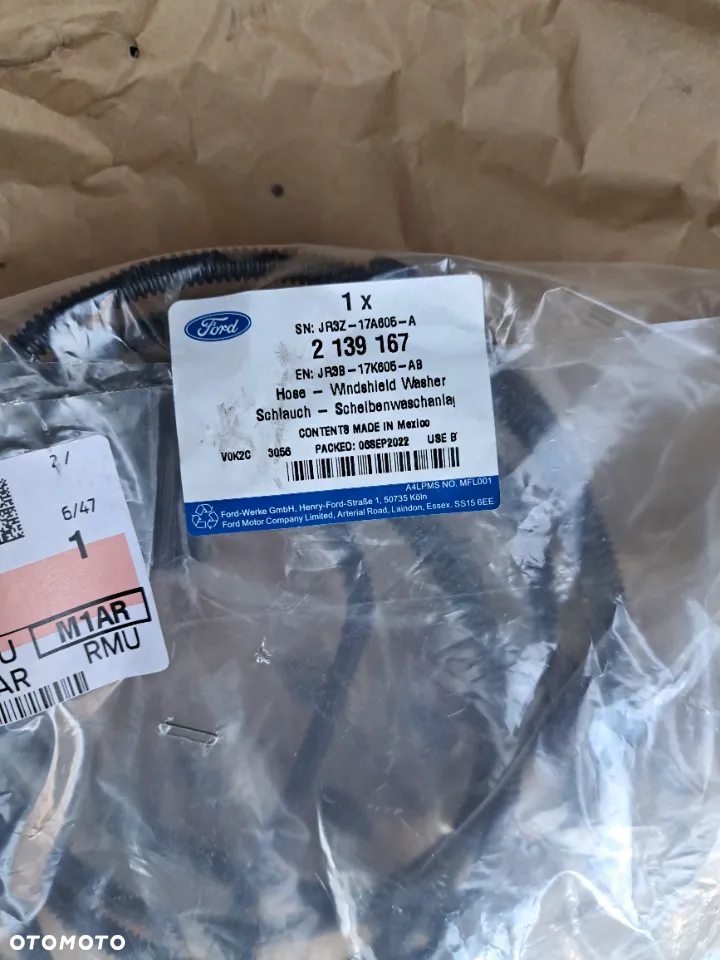 Ford
1 x
SN: JR3Z-17A605-A
2 139 167
EN: JR3B-17K605-AB
Hose - Windshield Washer
Schlauch - Scheibenwaschanlag
CONTENTS MADE IN Mexico
V0K2C 3056 PACKED: 06SEP2022 USE B
A4LPMS NO. MFL001
Ford-Werke GmbH, Henry-Ford-Straße 1, 50735 Köln
Ford Motor Company Limited, Arterial Road, Laindon, Essex. SS15 6EE
6/47
1
M1AR
U RMU
AR
OTOMOTO